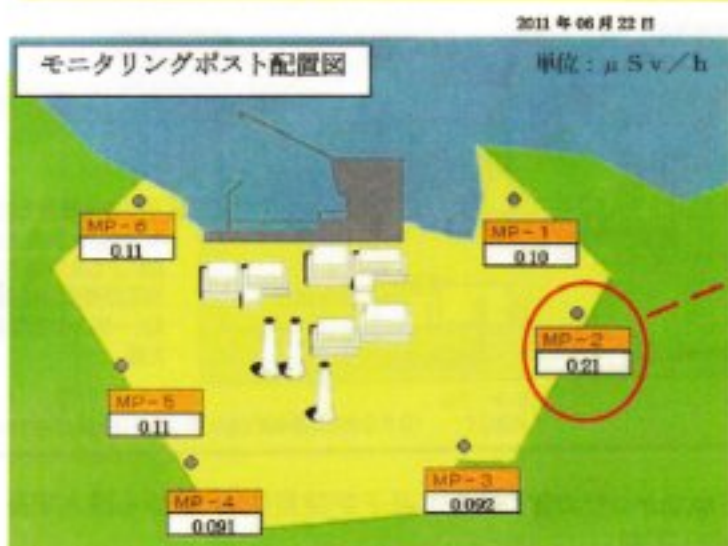 2011年06月22日
モニタリングポスト配置図
単位：μSv／h
MP-6
0.11
MP-1
0.10
MP-2
0.21
MP-5
0.11
MP-3
0.092
MP-4
0.091